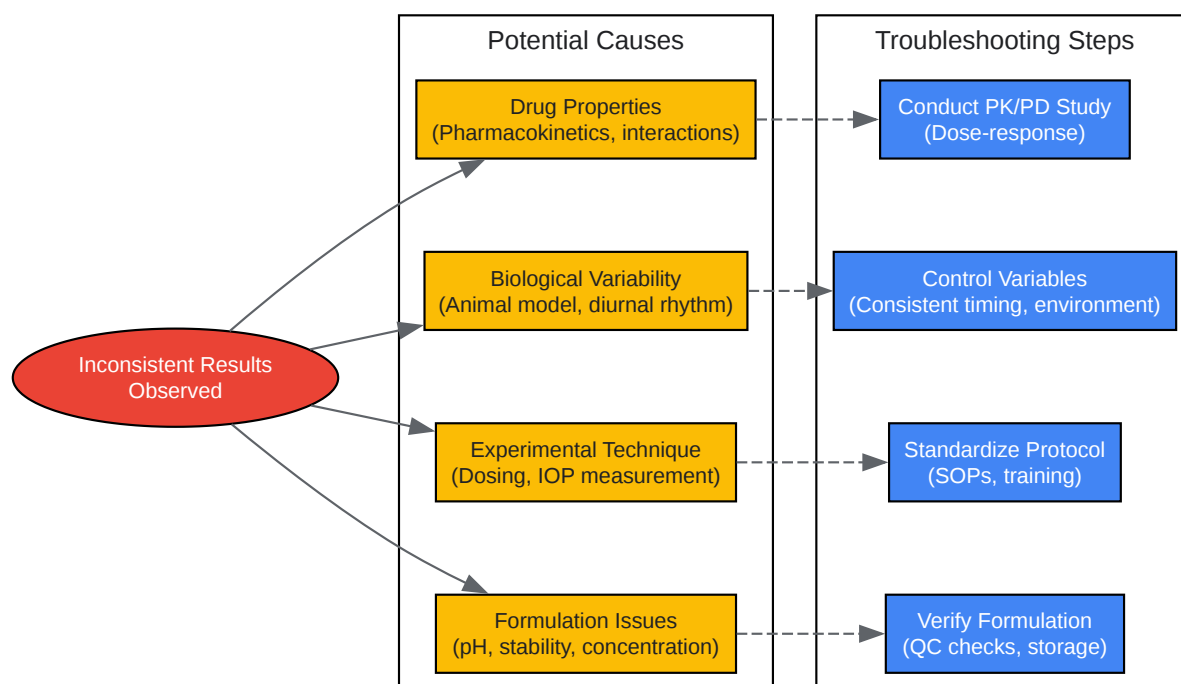 Potential Causes
Troubleshooting Steps
Drug Properties
(Pharmacokinetics, interactions)
Conduct PK/PD Study
(Dose-response)
Biological Variability
(Animal model, diurnal rhythm)
Control Variables
(Consistent timing, environment)
Inconsistent Results
Observed
Experimental Technique
(Dosing, IOP measurement)
Standardize Protocol
(SOPs, training)
Formulation Issues
(pH, stability, concentration)
Verify Formulation
(QC checks, storage)